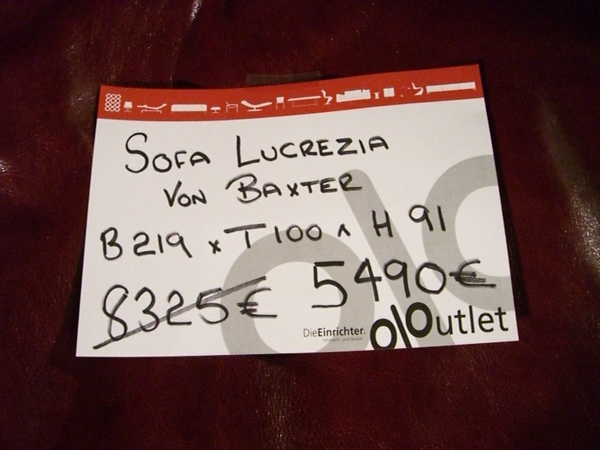 SOFA LUCREZIA
VON BAXTER
B 219 x T 100 x H 91
8325€ 5490€
DieEinrichter.
Outlet